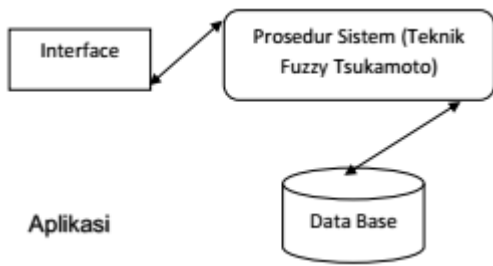 Interface
Prosedur Sistem (Teknik
Fuzzy Tsukamoto)
Data Base
Aplikasi